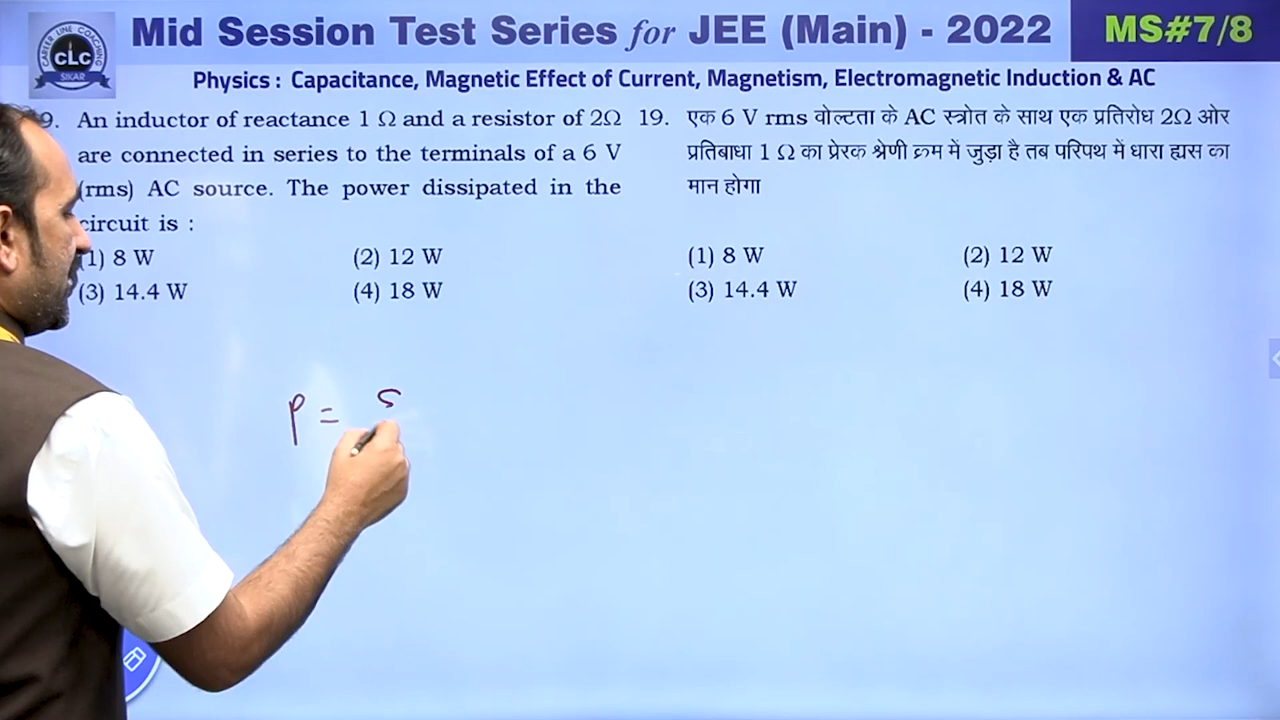 Mid Session Test Series for JEE (Main) - 2022
MS#7/8
CAREER LINE COACHING
CLC
SIKAR
Physics : Capacitance, Magnetic Effect of Current, Magnetism, Electromagnetic Induction & AC
9. An inductor of reactance 1 Ω and a resistor of 2Ω
are connected in series to the terminals of a 6 V
(rms) AC source. The power dissipated in the
circuit is :
(1) 8 W (2) 12 W
(3) 14.4 W (4) 18 W
19. एक 6 V rms वोल्टता के AC स्त्रोत के साथ एक प्रतिरोध 2Ω ओर
प्रतिबाधा 1 Ω का प्रेरक श्रेणी क्रम में जुड़ा है तब परिपथ में धारा ह्यस का
मान होगा
(1) 8 W (2) 12 W
(3) 14.4 W (4) 18 W
P =